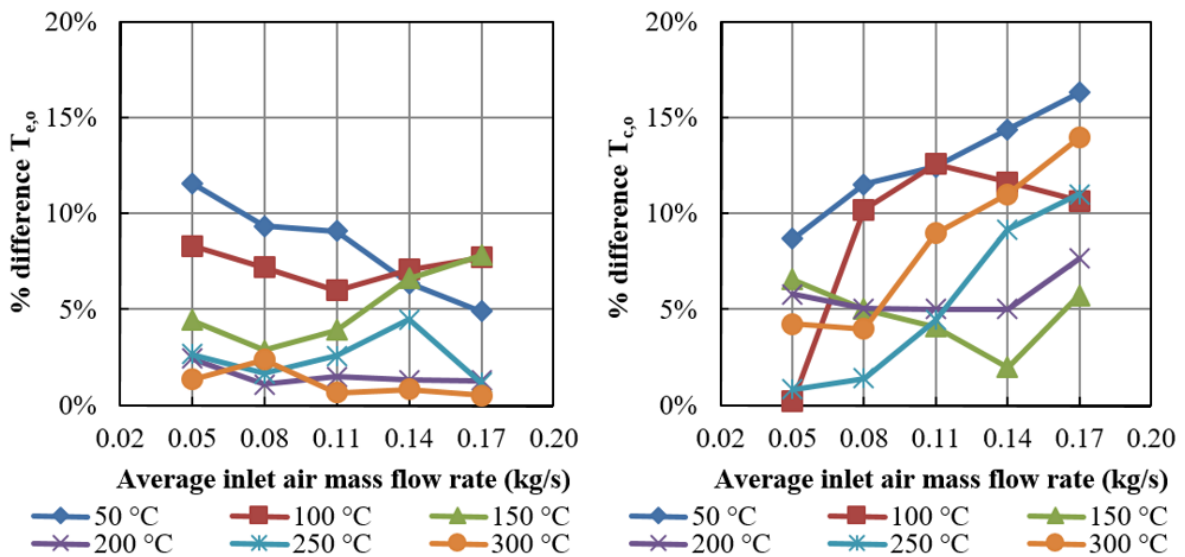 % difference Te,o
20%
15%
10%
5%
0%
0.02 0.05 0.08 0.11 0.14 0.17 0.20
Average inlet air mass flow rate (kg/s)
50 °C 100 °C 150 °C
200 °C 250 °C 300 °C
% difference Tc,o
20%
15%
10%
5%
0%
0.02 0.05 0.08 0.11 0.14 0.17 0.20
Average inlet air mass flow rate (kg/s)
50 °C 100 °C 150 °C
200 °C 250 °C 300 °C